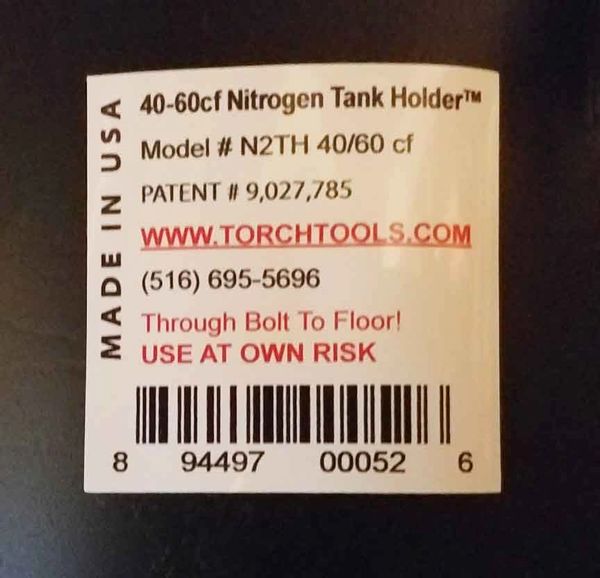 MADE IN USA
40-60cf Nitrogen Tank Holder™
Model # N2TH 40/60 cf
PATENT # 9,027,785
WWW.TORCHTOOLS.COM
(516) 695-5696
Through Bolt To Floor!
USE AT OWN RISK
8 94497 00052 6